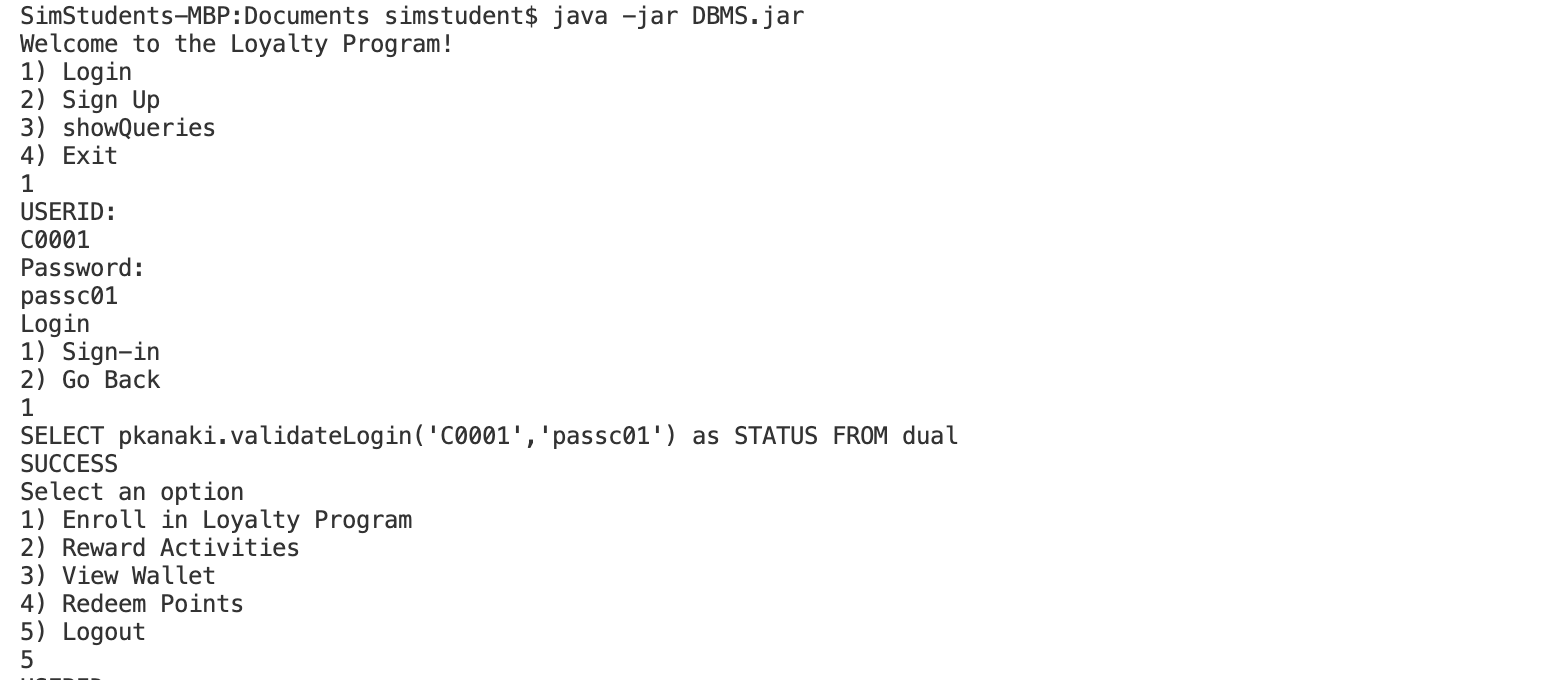 SimStudents-MBP:Documents simstudent$ java -jar DBMS.jar
Welcome to the Loyalty Program!
1) Login
2) Sign Up
3) showQueries
4) Exit
1
USERID:
C0001
Password:
passc01
Login
1) Sign-in
2) Go Back
1
SELECT pkanaki.validateLogin('C0001','passc01') as STATUS FROM dual
SUCCESS
Select an option
1) Enroll in Loyalty Program
2) Reward Activities
3) View Wallet
4) Redeem Points
5) Logout
5